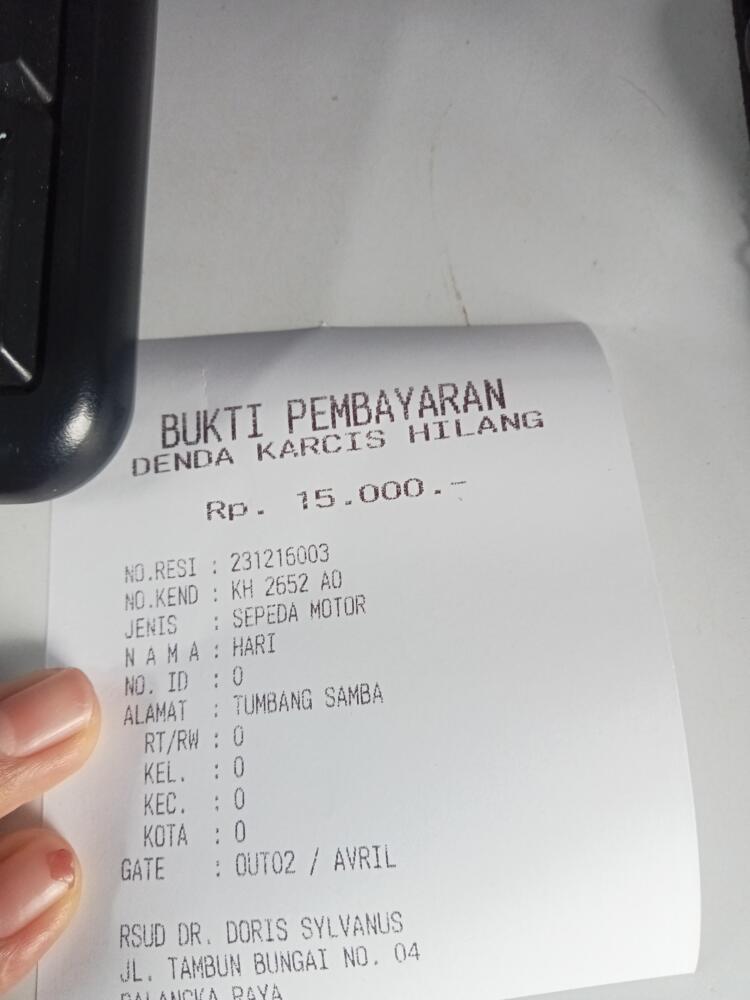 BUKTI PEMBAYARAN
DENDA KARCIS HILANG
Rp. 15.000.-
NO.RESI : 231216003
NO.KEND : KH 2652 AO
JENIS : SEPEDA MOTOR
N A M A : HARI
NO. ID : 0
ALAMAT : TUMBANG SAMBA
RT/RW : 0
KEL. : 0
KEC. : 0
KOTA : 0
GATE : OUT02 / AVRIL
RSUD DR. DORIS SYLVANUS
JL. TAMBUN BUNGAI NO. 04
PALANGKA RAYA